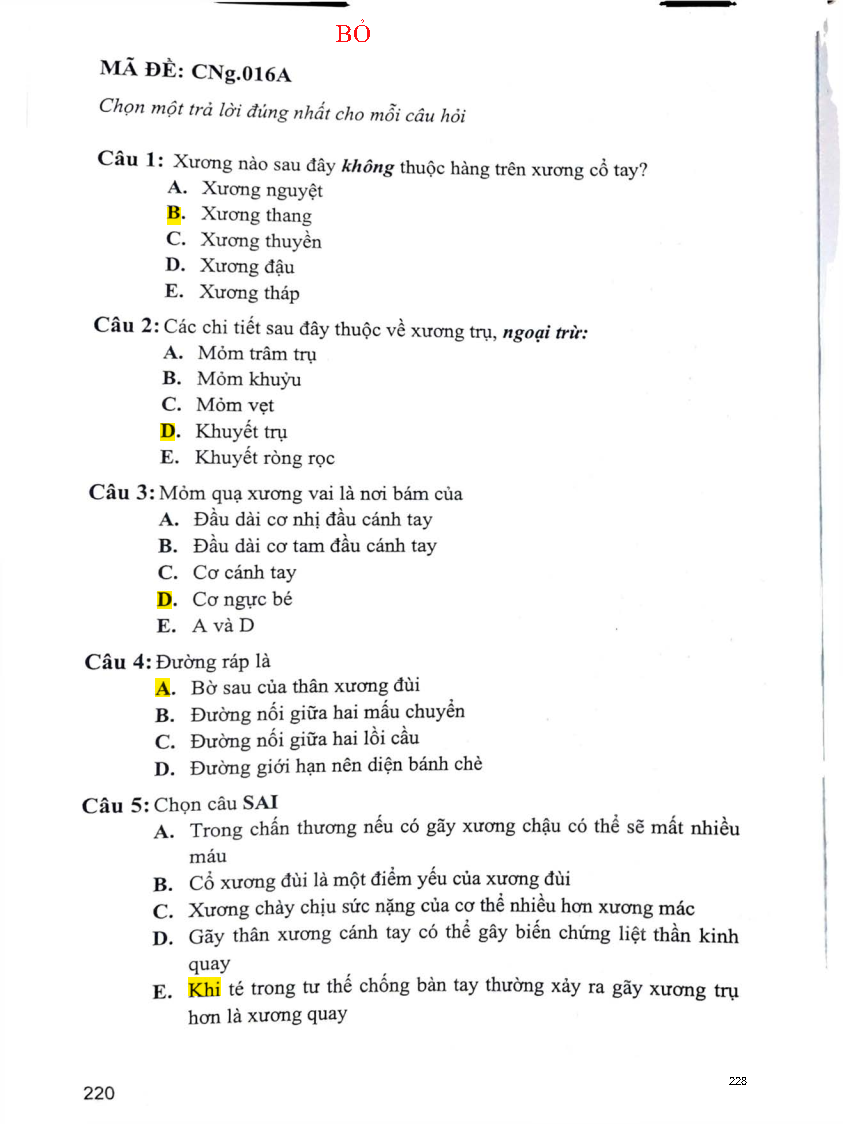 BỎ
MÃ ĐỀ: CNg.016A
Chọn một trả lời đúng nhất cho mỗi câu hỏi
Câu 1: Xương nào sau đây không thuộc hàng trên xương cổ tay?
A. Xương nguyệt
B. Xương thang
C. Xương thuyền
D. Xương đậu
E. Xương tháp
Câu 2: Các chi tiết sau đây thuộc về xương trụ, ngoại trừ:
A. Mỏm trâm trụ
B. Mỏm khuỷu
C. Mỏm vẹt
D. Khuyết trụ
E. Khuyết ròng rọc
Câu 3: Mỏm quạ xương vai là nơi bám của
A. Đầu dài cơ nhị đầu cánh tay
B. Đầu dài cơ tam đầu cánh tay
C. Cơ cánh tay
D. Cơ ngực bé
E. A và D
Câu 4: Đường ráp là
A. Bờ sau của thân xương đùi
B. Đường nối giữa hai mấu chuyển
C. Đường nối giữa hai lồi cầu
D. Đường giới hạn nên diện bánh chè
Câu 5: Chọn câu SAI
A. Trong chấn thương nếu có gãy xương chậu có thể sẽ mất nhiều
máu
B. Cổ xương đùi là một điểm yếu của xương đùi
C. Xương chày chịu sức nặng của cơ thể nhiều hơn xương mác
D. Gãy thân xương cánh tay có thể gây biến chứng liệt thần kinh
quay
E. Khi té trong tư thế chống bàn tay thường xảy ra gãy xương trụ
hơn là xương quay
220
228